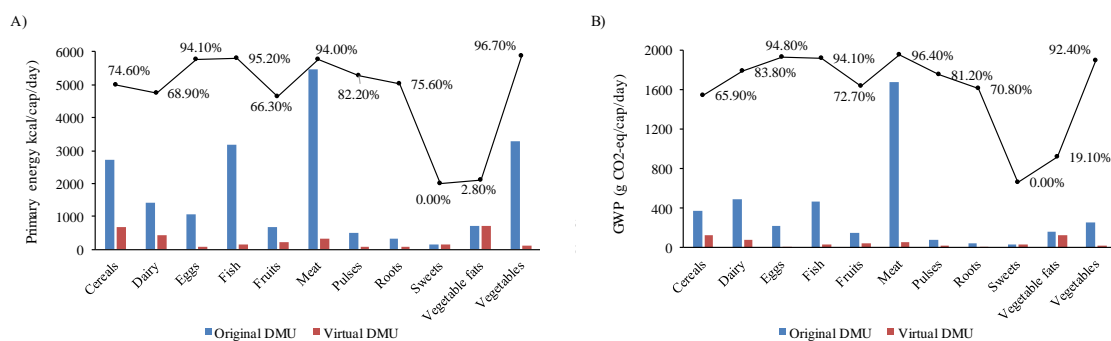 A)
Primary energy kcal/cap/day)
6000
5000
4000
3000
2000
1000
0
74.60%
68.90%
94.10%
95.20%
66.30%
94.00%
82.20%
75.60%
0.00%
2.80%
96.70%
Cereals
Dairy
Eggs
Fish
Fruits
Meat
Pulses
Roots
Sweets
Vegetable fats
Vegetables
Original DMU
Virtual DMU
B)
GWP (g CO2-eq/cap/day)
2000
1600
1200
800
400
0
65.90%
83.80%
94.80%
94.10%
72.70%
96.40%
81.20%
70.80%
0.00%
19.10%
92.40%
Cereals
Dairy
Eggs
Fish
Fruits
Meat
Pulses
Roots
Sweets
Vegetable fats
Vegetables
Original DMU
Virtual DMU